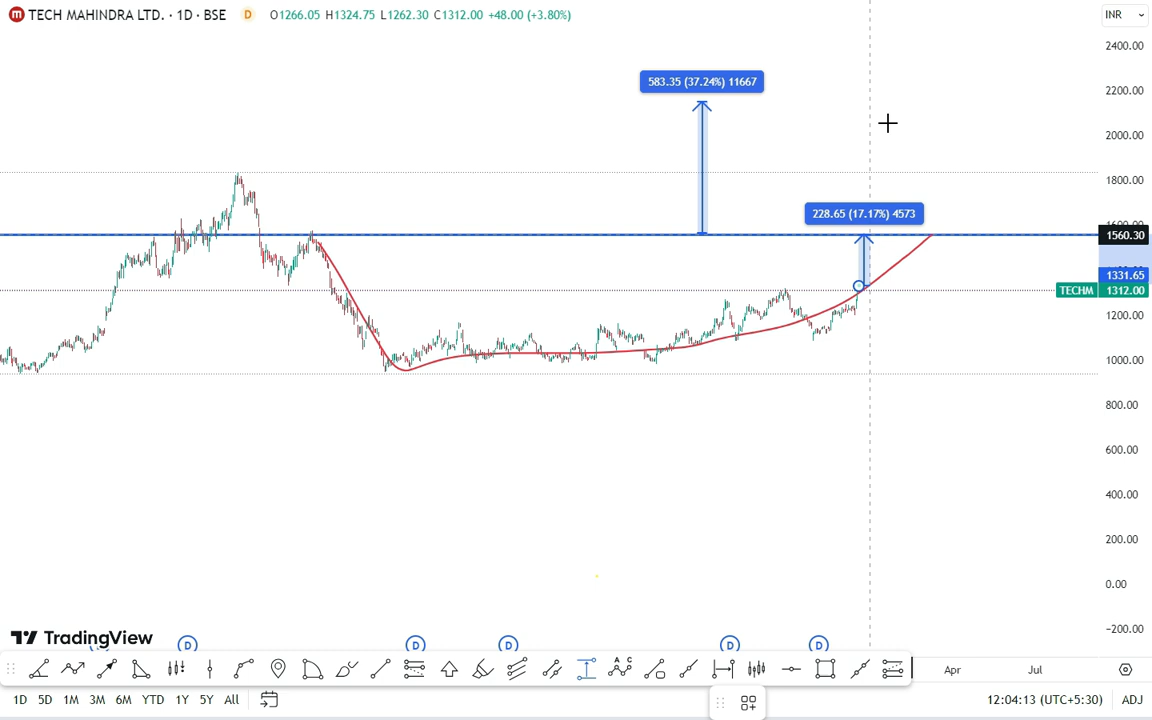 m TECH MAHINDRA LTD. · 1D · BSE D O1266.05 H1324.75 L1262.30 C1312.00 +48.00 (+3.80%)
INR
2400.00
583.35 (37.24%) 11667
2200.00
2000.00
1800.00
228.65 (17.17%) 4573
1560.30
1331.65
TECHM 1312.00
1200.00
1000.00
800.00
600.00
400.00
200.00
0.00
−200.00
TradingView
D D D D D
A C
Apr Jul
1D 5D 1M 3M 6M YTD 1Y 5Y All 12:04:13 (UTC+5:30) ADJ